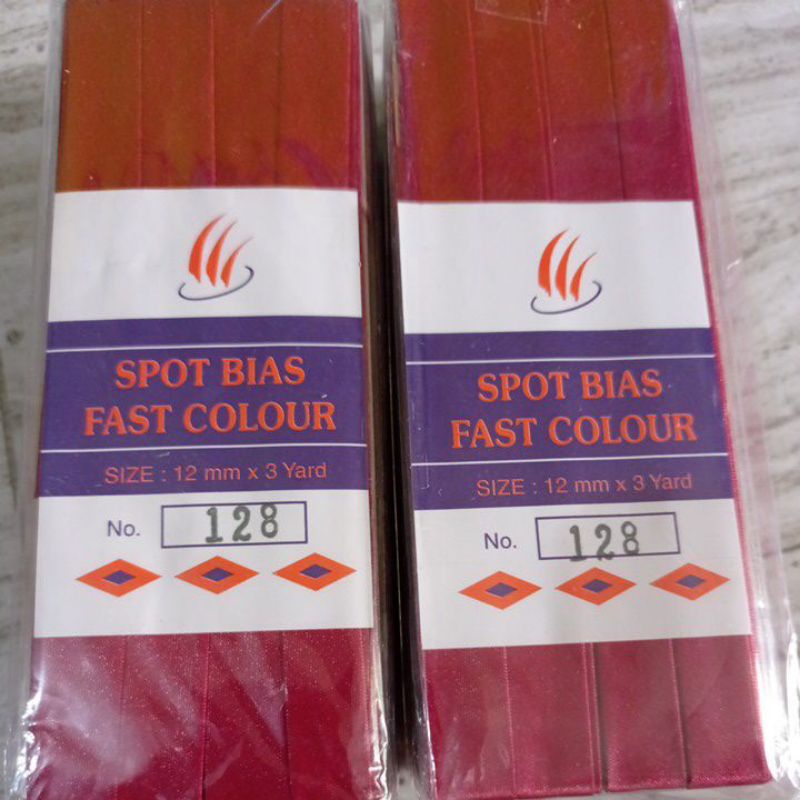 SPOT BIAS
FAST COLOUR
SIZE : 12 mm x 3 Yard
No. 128
SPOT BIAS
FAST COLOUR
SIZE : 12 mm x 3 Yard
No. 128